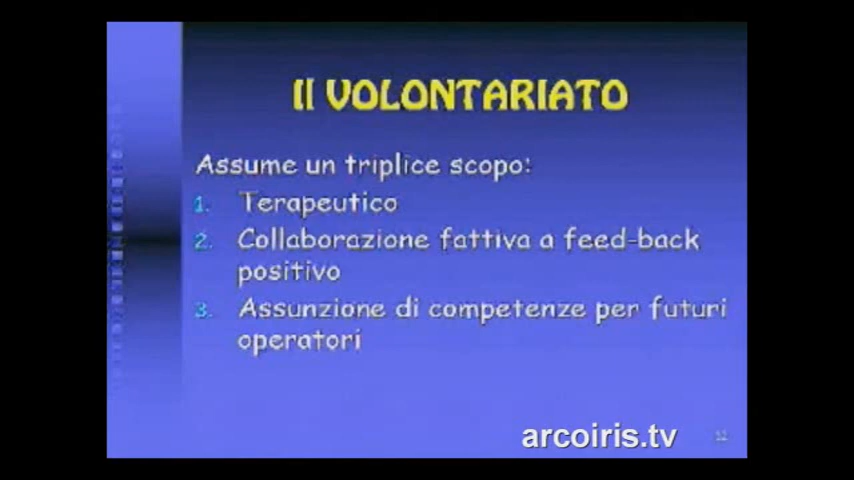 Il VOLONTARIATO
Assume un triplice scopo:
1. Terapeutico
2. Collaborazione fattiva a feed-back
positivo
3. Assunzione di competenze per futuri
operatori
arcoiris.tv